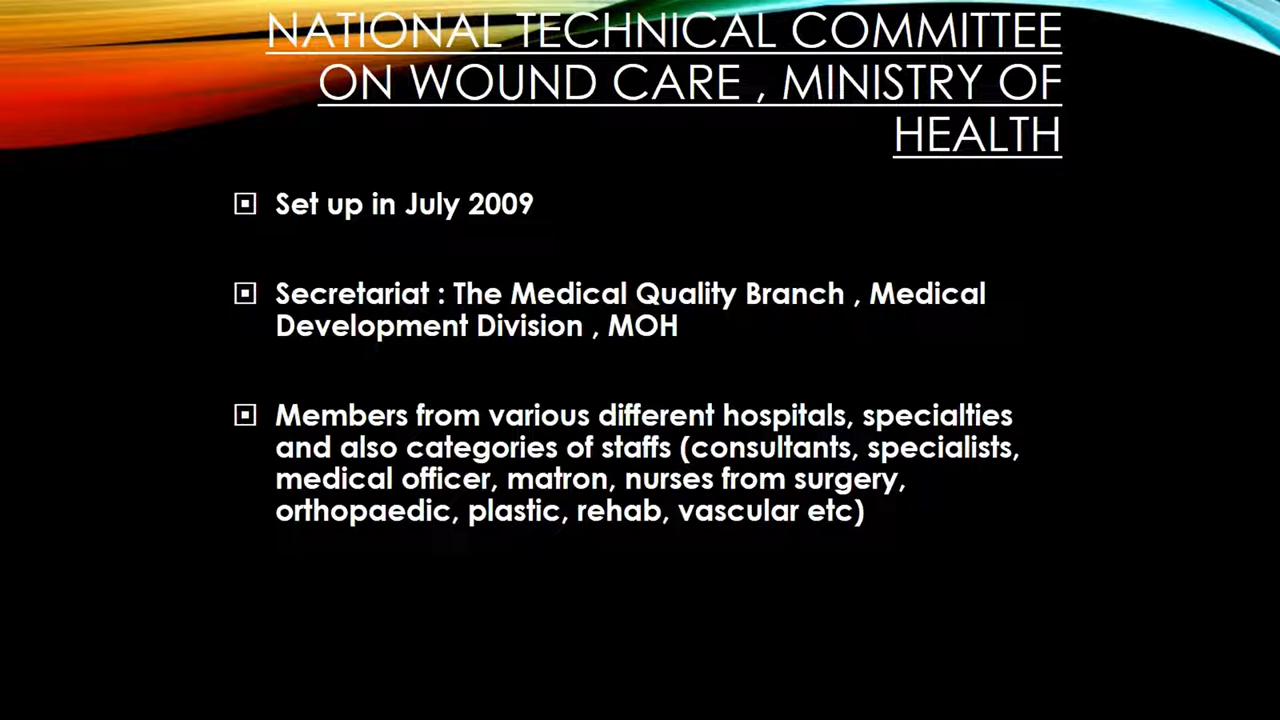 NATIONAL TECHNICAL COMMITTEE
ON WOUND CARE , MINISTRY OF
HEALTH
Set up in July 2009
Secretariat : The Medical Quality Branch , Medical
Development Division , MOH
Members from various different hospitals, specialties
and also categories of staffs (consultants, specialists,
medical officer, matron, nurses from surgery,
orthopaedic, plastic, rehab, vascular etc)